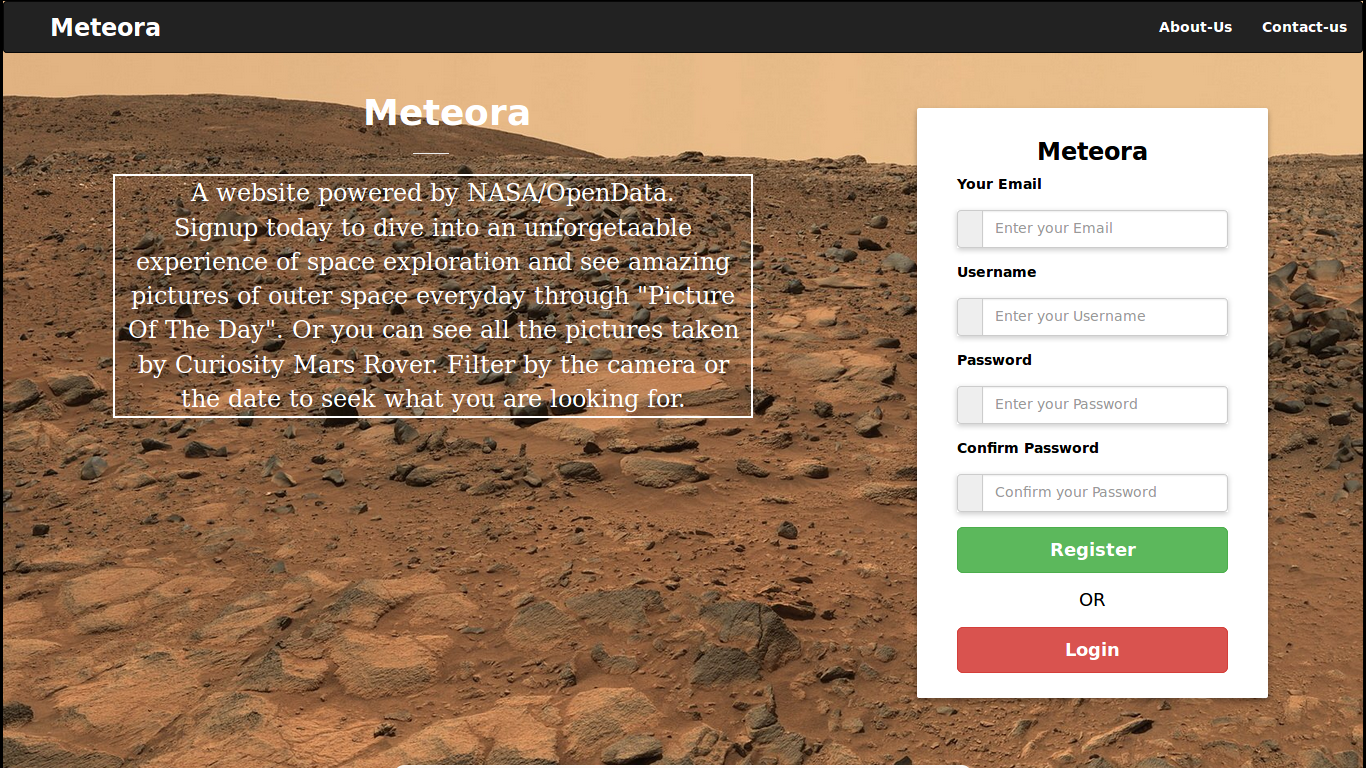 Meteora
About-Us
Contact-us
Meteora
A website powered by NASA/OpenData.
Signup today to dive into an unforgetaable
experience of space exploration and see amazing
pictures of outer space everyday through "Picture
Of The Day". Or you can see all the pictures taken
by Curiosity Mars Rover. Filter by the camera or
the date to seek what you are looking for.
Meteora
Your Email
Enter your Email
Username
Enter your Username
Password
Enter your Password
Confirm Password
Confirm your Password
Register
OR
Login